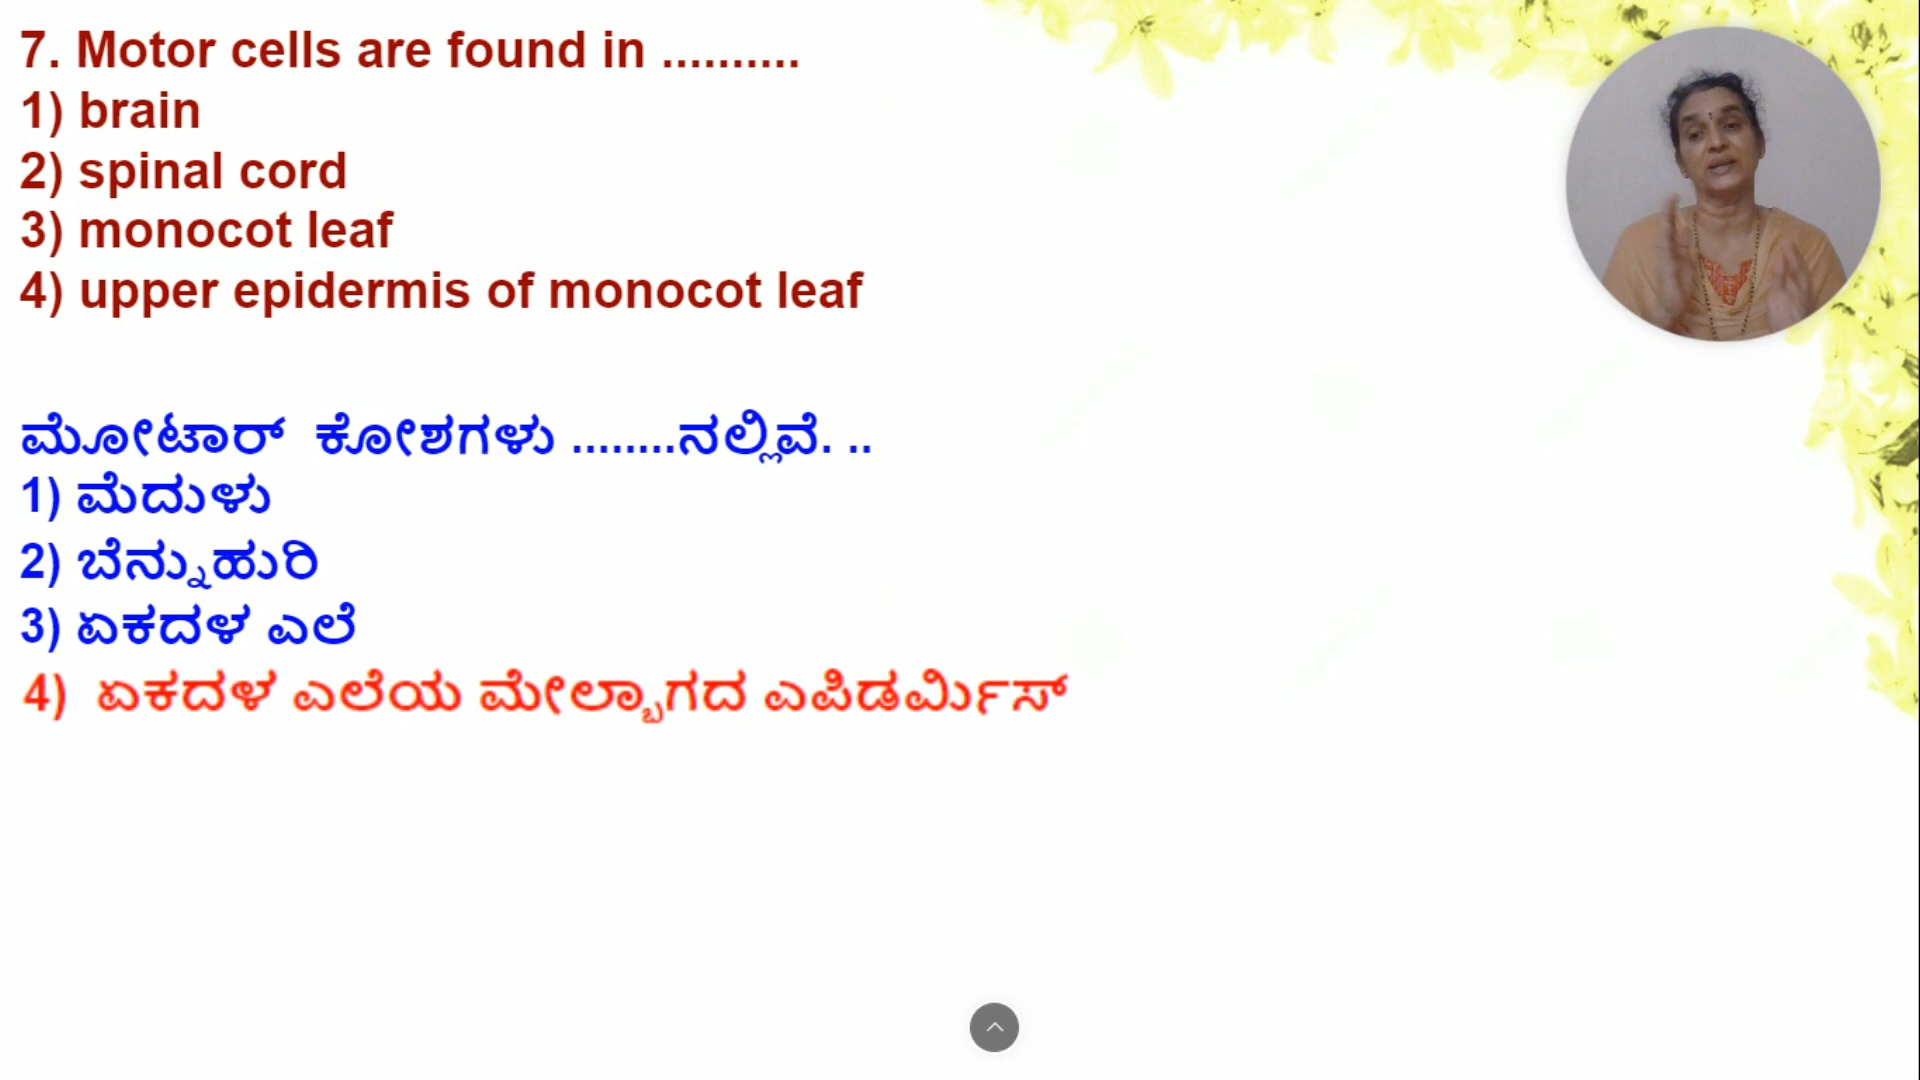 7. Motor cells are found in ..........
1) brain
2) spinal cord
3) monocot leaf
4) upper epidermis of monocot leaf
ಮೋಟಾರ್ ಕೋಶಗಳು ........ನಲ್ಲಿವೆ. ..
1) ಮೆದುಳು
2) ಬೆನ್ನುಹುರಿ
3) ಏಕದಳ ಎಲೆ
4) ಏಕದಳ ಎಲೆಯ ಮೇಲ್ಭಾಗದ ಎಪಿಡರ್ಮಿಸ್